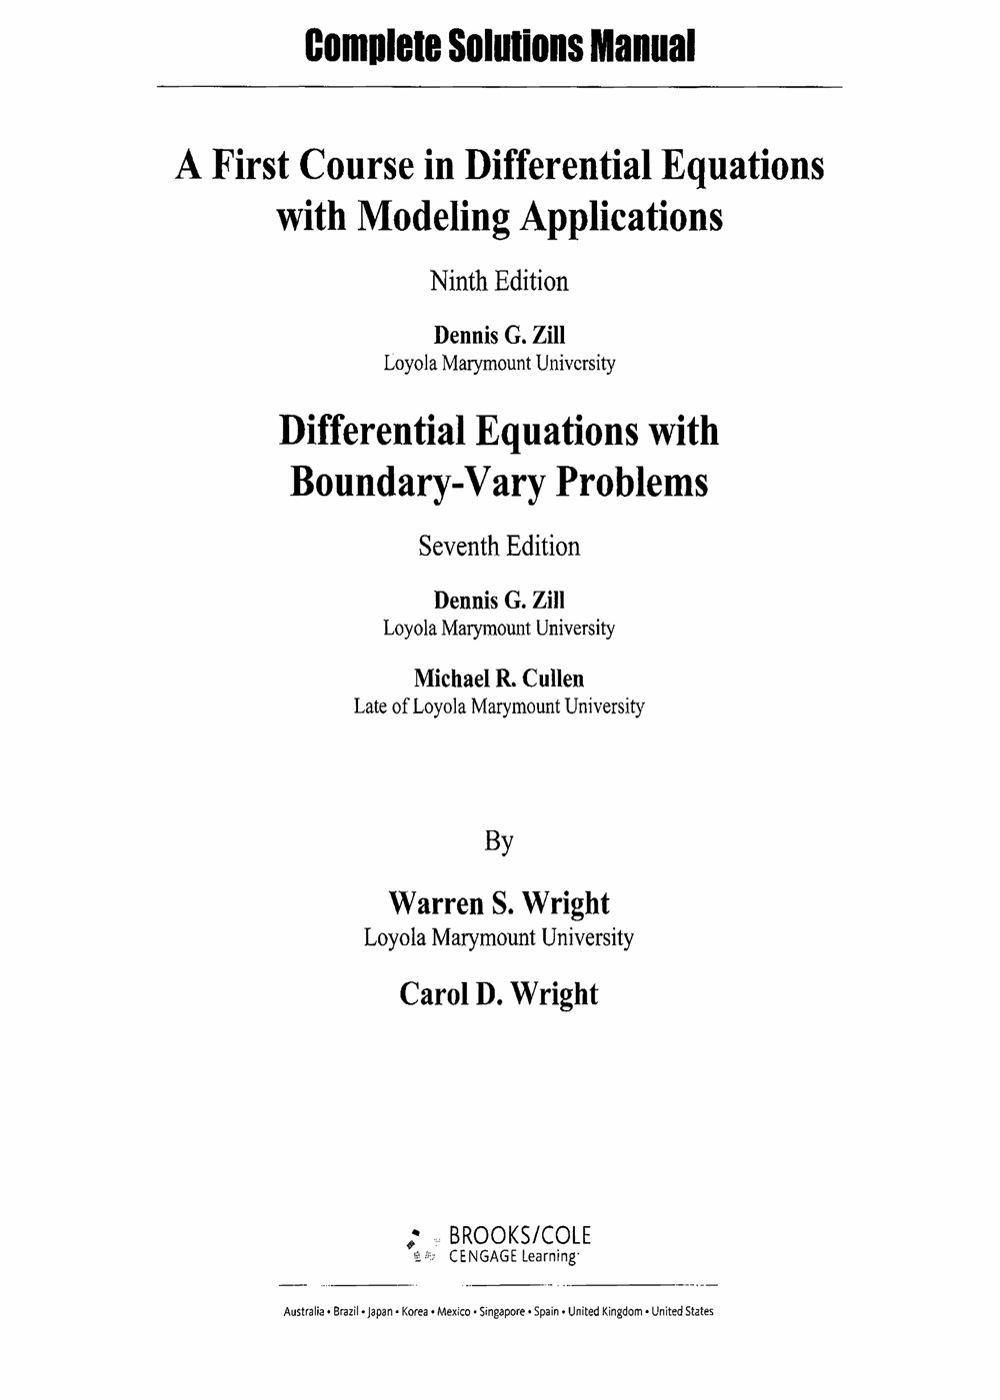 Complete Solutions Manual
A First Course in Differential Equations
with Modeling Applications
Ninth Edition
Dennis G. Zill
Loyola Marymount University
Differential Equations with
Boundary-Vary Problems
Seventh Edition
Dennis G. Zill
Loyola Marymount University
Michael R. Cullen
Late of Loyola Marymount University
By
Warren S. Wright
Loyola Marymount University
Carol D. Wright
BROOKS/COLE
CENGAGE Learning
Australia • Brazil • Japan • Korea • Mexico • Singapore • Spain • United Kingdom • United States